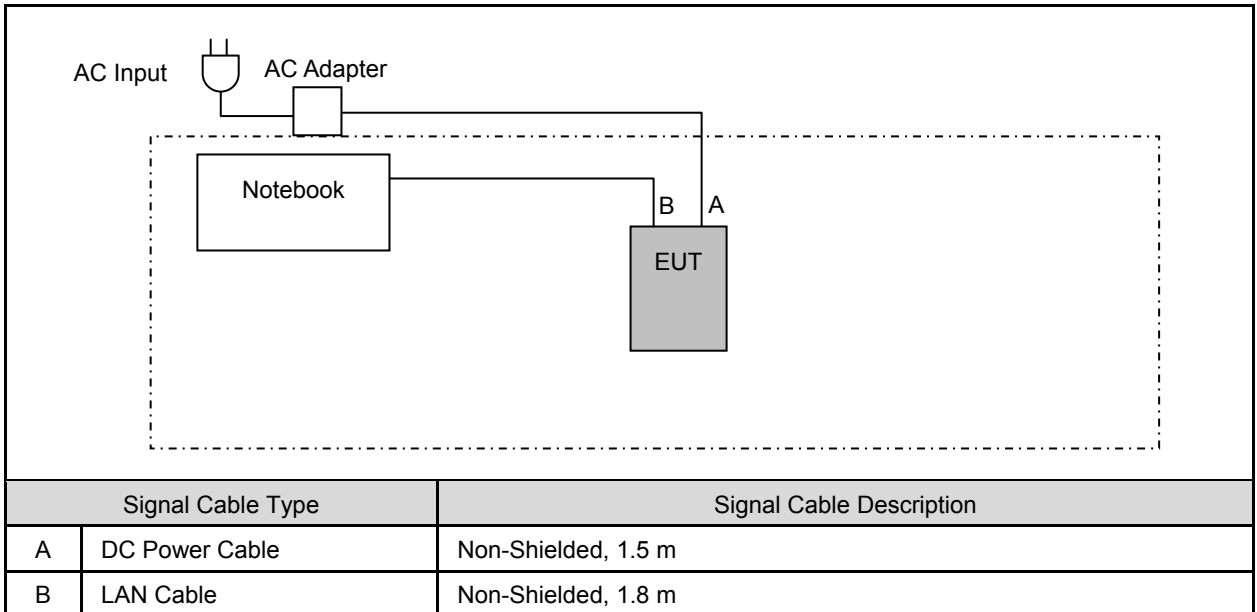 AC Input
AC Adapter
Notebook
B
A
EUT
Signal Cable Type Signal Cable Description
A DC Power Cable Non-Shielded, 1.5 m
B LAN Cable Non-Shielded, 1.8 m